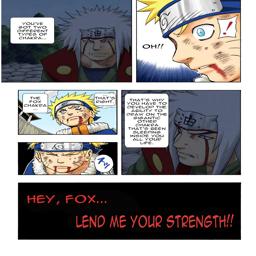 YOU'VE
GOT TWO
DIFFERENT
TYPES OF
CHAKRA...
!
OH!!
THE
FOX
CHAKRA
THAT'S
RIGHT
THAT'S WHY
YOU HAVE TO
DEVELOP THE
ABILITY TO
DRAW ON THE
GIGANTIC
OTHER
CHAKRA
THAT'S BEEN
SLEEPING
INSIDE YOU
ALL YOUR
LIFE.
油
HEY, FOX...
LEND ME YOUR STRENGTH!!